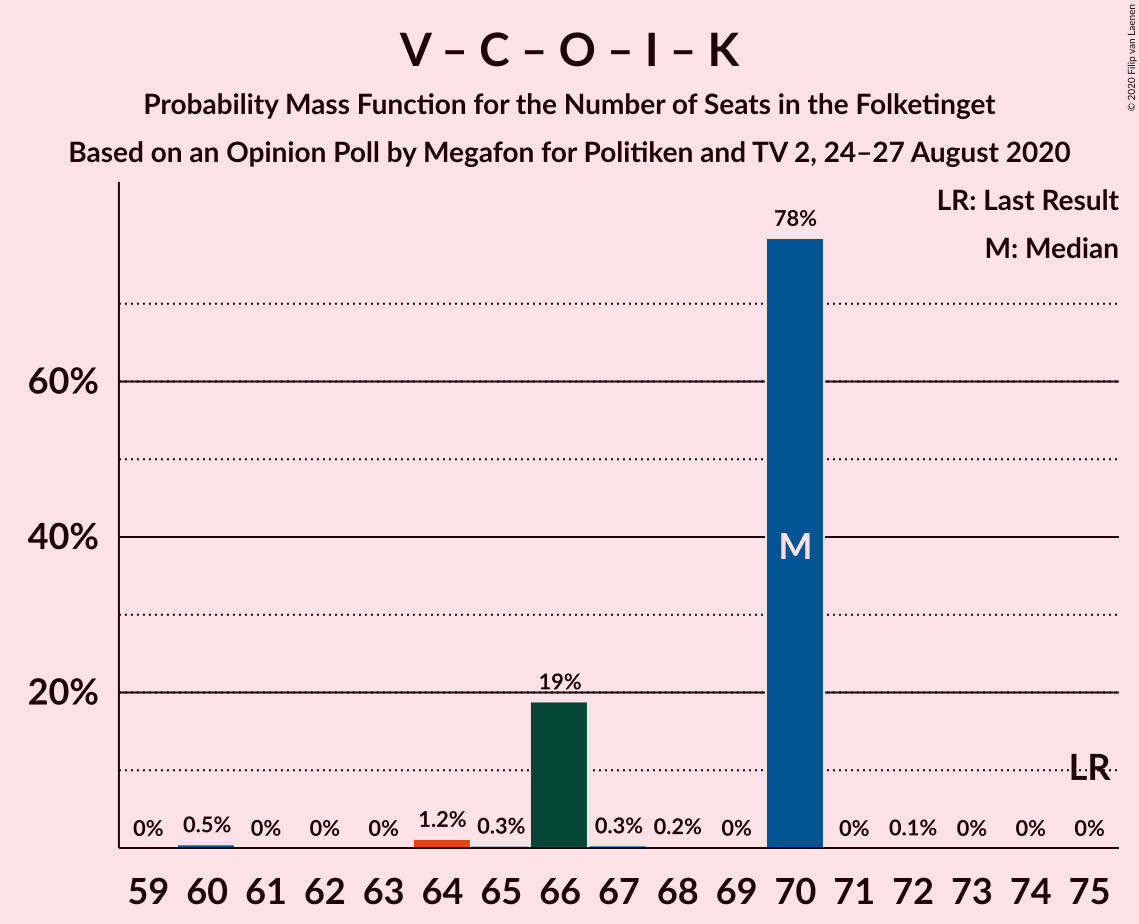 V – C – O – I – K
Probability Mass Function for the Number of Seats in the Folketinget
Based on an Opinion Poll by Megafon for Politiken and TV 2, 24–27 August 2020
© 2020 Filip van Laenen
LR: Last Result
M: Median
78%
60%
40%
M
20%
19%
LR
0% 0.5% 0% 0% 0% 1.2% 0.3% 0.3% 0.2% 0% 0% 0.1% 0% 0% 0%
59 60 61 62 63 64 65 66 67 68 69 70 71 72 73 74 75